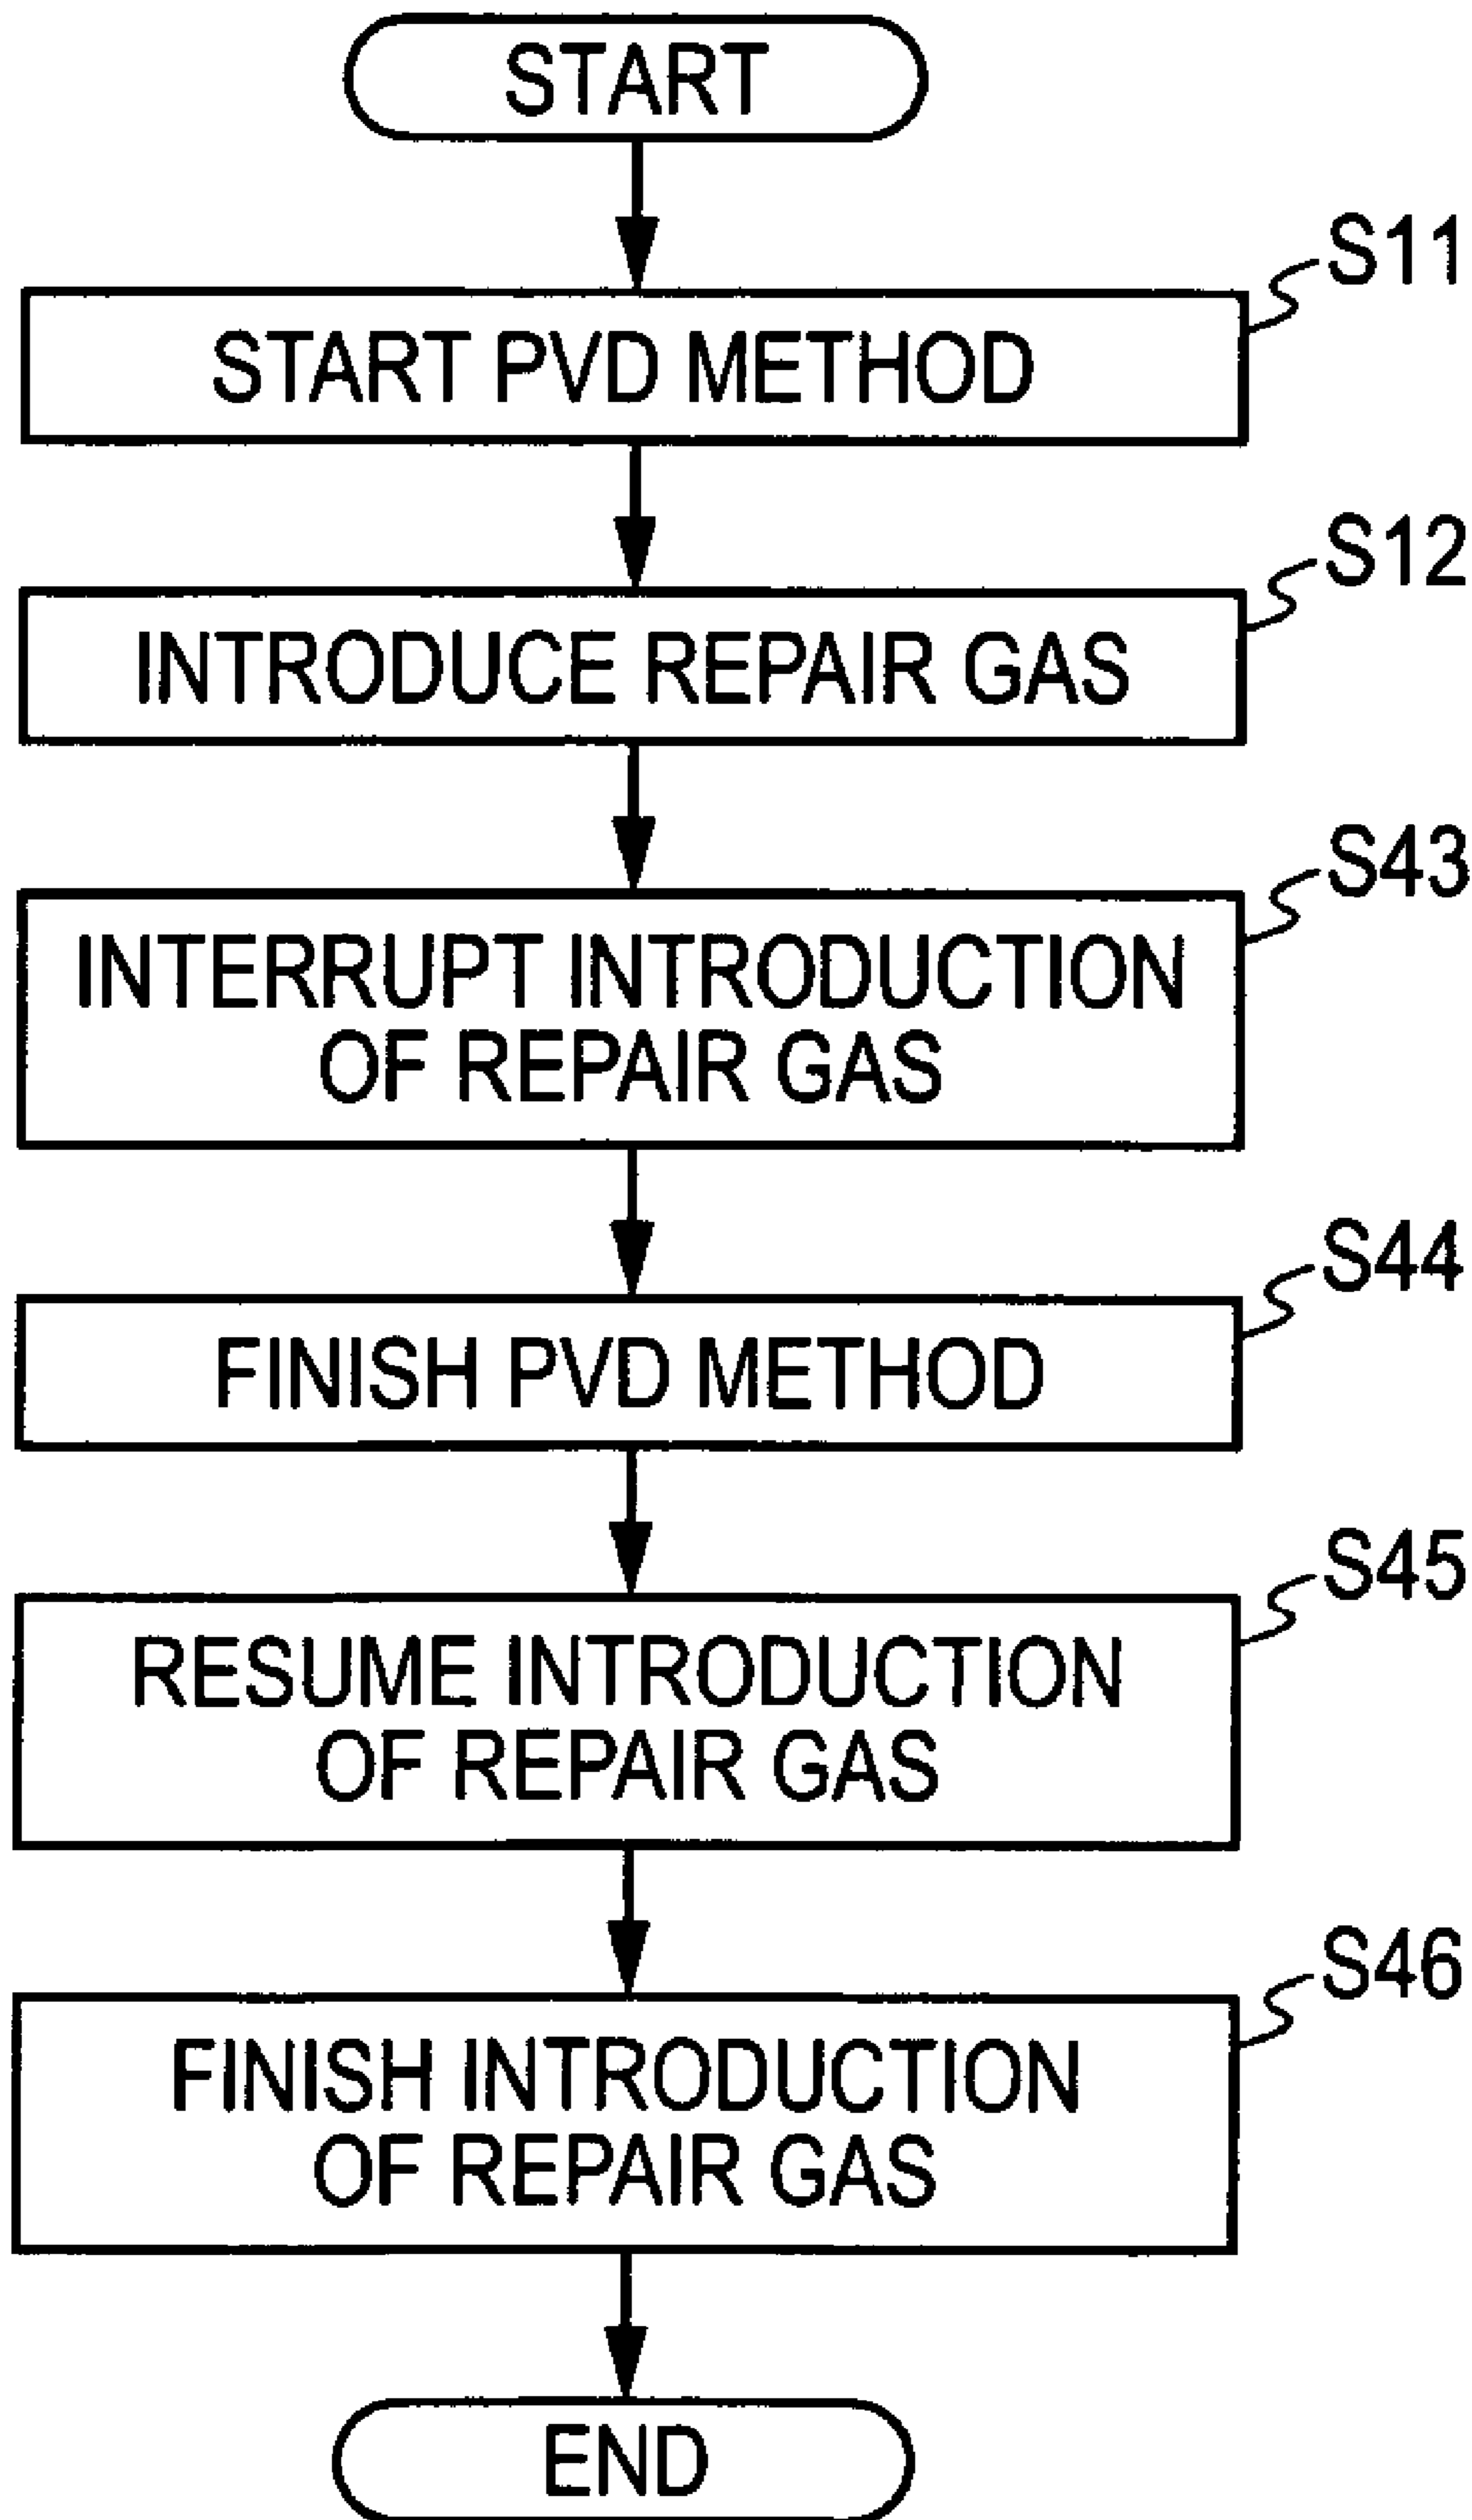 START
S11
START PVD METHOD
S12
INTRODUCE REPAIR GAS
S43
INTERRUPT INTRODUCTION
OF REPAIR GAS
S44
FINISH PVD METHOD
S45
RESUME INTRODUCTION
OF REPAIR GAS
S46
FINISH INTRODUCTION
OF REPAIR GAS
END